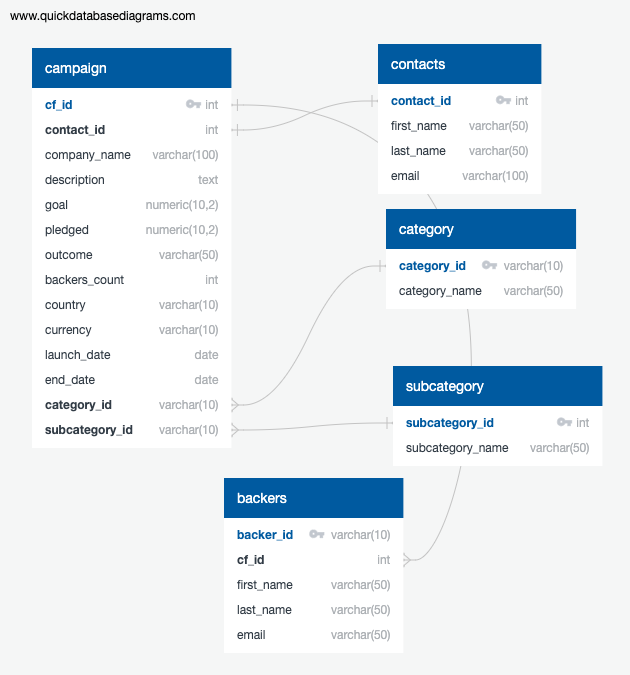 www.quickdatabasediagrams.com
campaign
cf_id int
contact_id int
company_name varchar(100)
description text
goal numeric(10,2)
pledged numeric(10,2)
outcome varchar(50)
backers_count int
country varchar(10)
currency varchar(10)
launch_date date
end_date date
category_id varchar(10)
subcategory_id varchar(10)
contacts
contact_id int
first_name varchar(50)
last_name varchar(50)
email varchar(100)
category
category_id varchar(10)
category_name varchar(50)
subcategory
subcategory_id int
subcategory_name varchar(50)
backers
backer_id varchar(10)
cf_id int
first_name varchar(50)
last_name varchar(50)
email varchar(50)